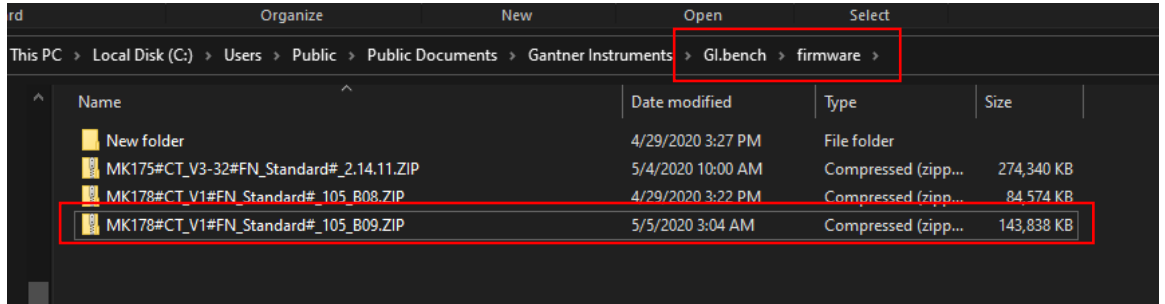 rd Organize New Open Select
This PC > Local Disk (C:) > Users > Public > Public Documents > Gantner Instruments > GI.bench > firmware >
Name Date modified Type Size
New folder 4/29/2020 3:27 PM File folder
MK175#CT_V3-32#FN_Standard#_2.14.11.ZIP 5/4/2020 10:00 AM Compressed (zipp... 274,340 KB
MK178#CT_V1#FN_Standard#_105_B08.ZIP 4/29/2020 3:22 PM Compressed (zipp... 84,574 KB
MK178#CT_V1#FN_Standard#_105_B09.ZIP 5/5/2020 3:04 AM Compressed (zipp... 143,838 KB